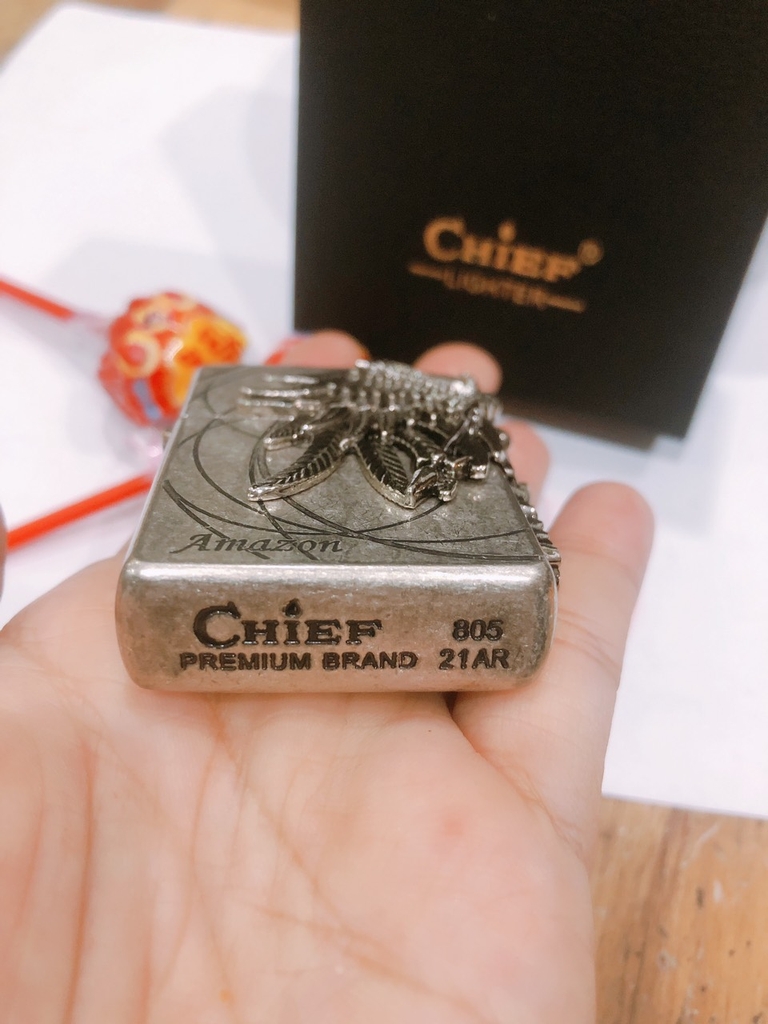 CHiEF®
LIGHTER
Amazon
CHiEF 805
PREMIUM BRAND 21AR